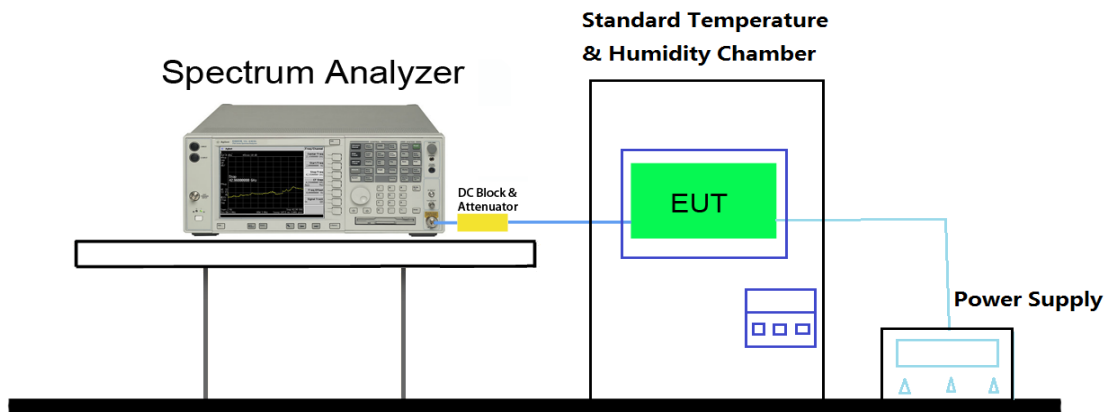 Standard Temperature
& Humidity Chamber
Spectrum Analyzer
DC Block &
Attenuator
EUT
Power Supply